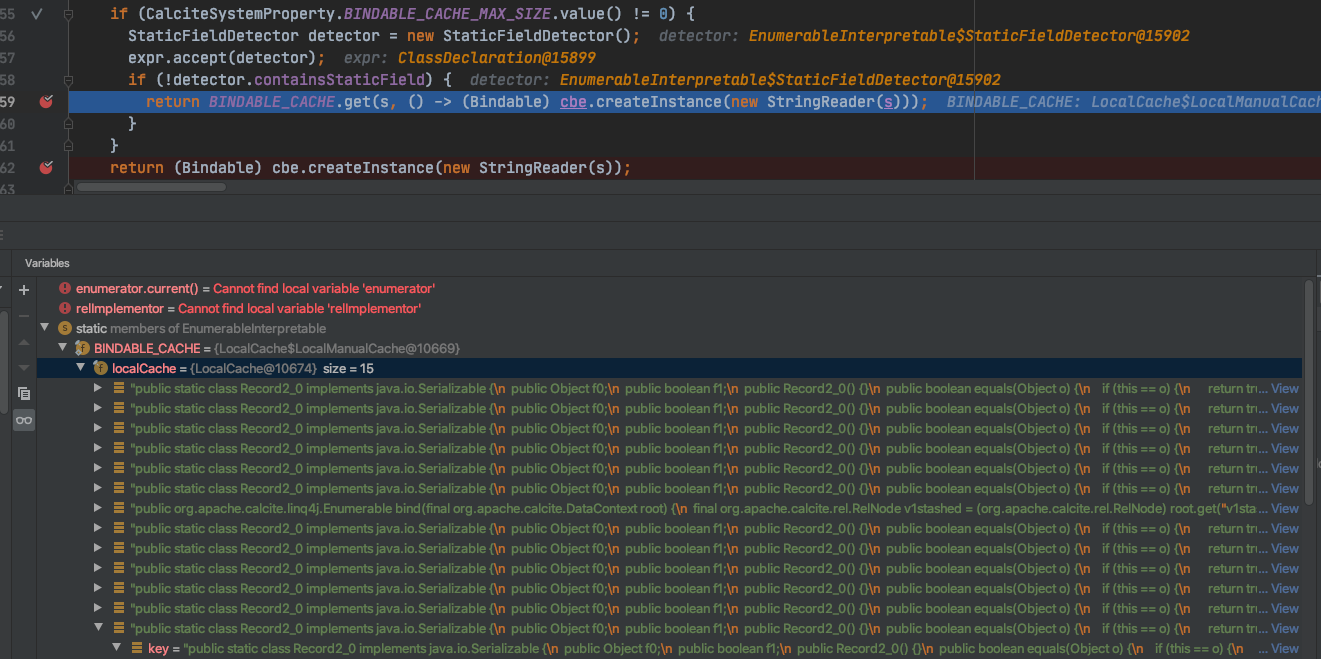 55 if (CalciteSystemProperty.BINDABLE_CACHE_MAX_SIZE.value() != 0) {
56 StaticFieldDetector detector = new StaticFieldDetector(); detector: EnumerableInterpretable$StaticFieldDetector@15902
57 expr.accept(detector); expr: ClassDeclaration@15899
58 if (!detector.containsStaticField) { detector: EnumerableInterpretable$StaticFieldDetector@15902
59 return BINDABLE_CACHE.get(s, () -> (Bindable) cbe.createInstance(new StringReader(s))); BINDABLE_CACHE: LocalCache$LocalManualCach
60 }
61 }
62 return (Bindable) cbe.createInstance(new StringReader(s));
63
Variables
enumerator.current() = Cannot find local variable 'enumerator'
relImplementor = Cannot find local variable 'relImplementor'
static members of EnumerableInterpretable
BINDABLE_CACHE = {LocalCache$LocalManualCache@10669}
localCache = {LocalCache@10674} size = 15
"public static class Record2_0 implements java.io.Serializable {\n public Object f0;\n public boolean f1;\n public Record2_0() {}\n public boolean equals(Object o) {\n if (this == o) {\n return tr... View
"public static class Record2_0 implements java.io.Serializable {\n public Object f0;\n public boolean f1;\n public Record2_0() {}\n public boolean equals(Object o) {\n if (this == o) {\n return tr... View
"public static class Record2_0 implements java.io.Serializable {\n public Object f0;\n public boolean f1;\n public Record2_0() {}\n public boolean equals(Object o) {\n if (this == o) {\n return tr... View
"public static class Record2_0 implements java.io.Serializable {\n public Object f0;\n public boolean f1;\n public Record2_0() {}\n public boolean equals(Object o) {\n if (this == o) {\n return tr... View
"public static class Record2_0 implements java.io.Serializable {\n public Object f0;\n public boolean f1;\n public Record2_0() {}\n public boolean equals(Object o) {\n if (this == o) {\n return tr... View
"public static class Record2_0 implements java.io.Serializable {\n public Object f0;\n public boolean f1;\n public Record2_0() {}\n public boolean equals(Object o) {\n if (this == o) {\n return tr... View
"public org.apache.calcite.linq4j.Enumerable bind(final org.apache.calcite.DataContext root) {\n final org.apache.calcite.rel.RelNode v1stashed = (org.apache.calcite.rel.RelNode) root.get("v1sta... View
"public static class Record2_0 implements java.io.Serializable {\n public Object f0;\n public boolean f1;\n public Record2_0() {}\n public boolean equals(Object o) {\n if (this == o) {\n return tr... View
"public static class Record2_0 implements java.io.Serializable {\n public Object f0;\n public boolean f1;\n public Record2_0() {}\n public boolean equals(Object o) {\n if (this == o) {\n return tr... View
"public static class Record2_0 implements java.io.Serializable {\n public Object f0;\n public boolean f1;\n public Record2_0() {}\n public boolean equals(Object o) {\n if (this == o) {\n return tr... View
"public static class Record2_0 implements java.io.Serializable {\n public Object f0;\n public boolean f1;\n public Record2_0() {}\n public boolean equals(Object o) {\n if (this == o) {\n return tr... View
"public static class Record2_0 implements java.io.Serializable {\n public Object f0;\n public boolean f1;\n public Record2_0() {}\n public boolean equals(Object o) {\n if (this == o) {\n return tr... View
"public static class Record2_0 implements java.io.Serializable {\n public Object f0;\n public boolean f1;\n public Record2_0() {}\n public boolean equals(Object o) {\n if (this == o) {\n return tr... View
key = "public static class Record2_0 implements java.io.Serializable {\n public Object f0;\n public boolean f1;\n public Record2_0() {}\n public boolean equals(Object o) {\n if (this == o) {\n ... View